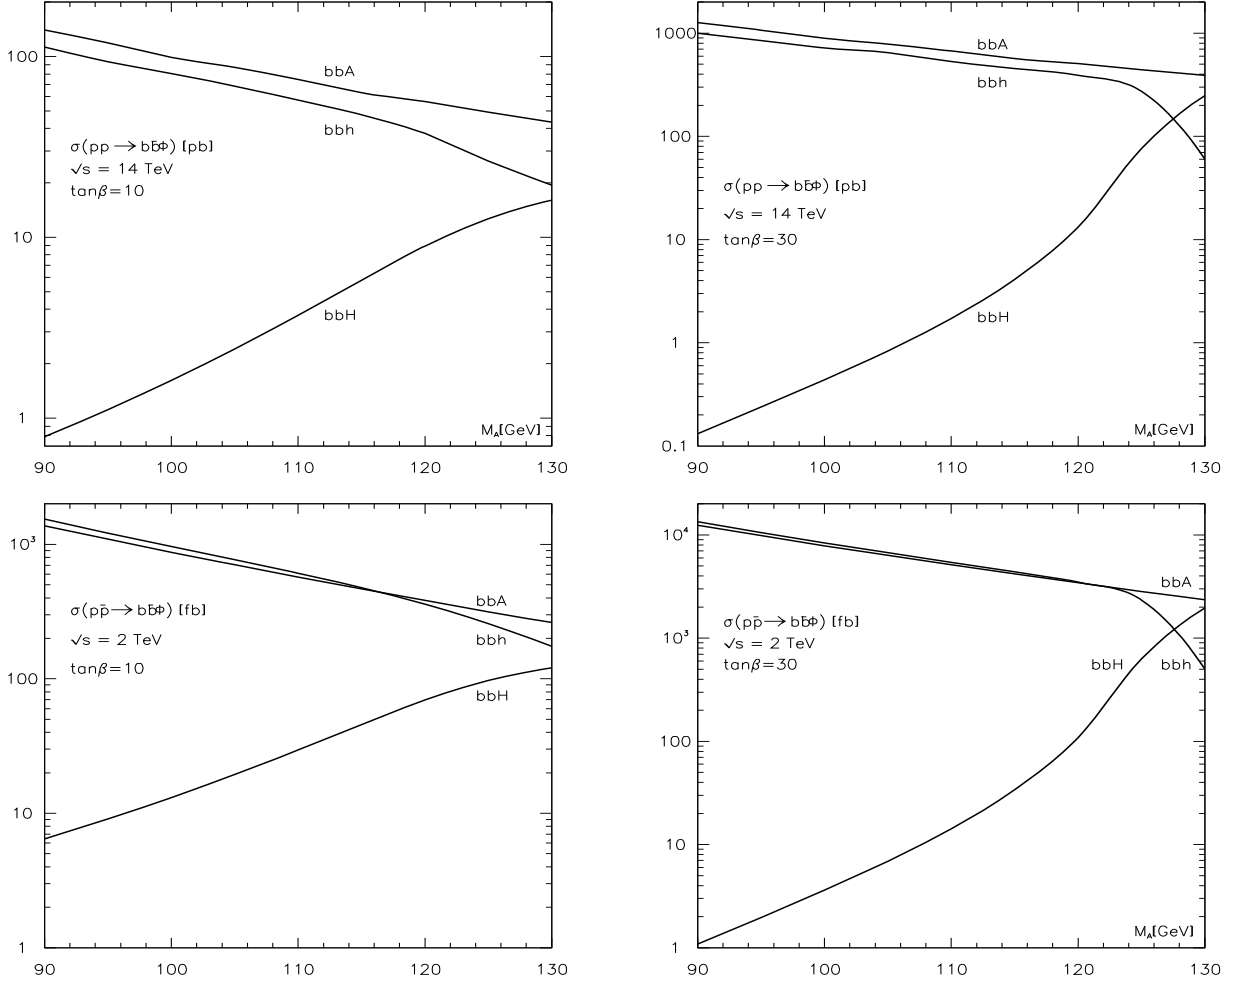 100
10
1
bbA
bbh
σ(pp → bb̄Φ) [pb]
√s = 14 TeV
tanβ=10
bbH
M_A[GeV]
90 100 110 120 130
1000
100
10
1
0.1
bbA
bbh
σ(pp → bb̄Φ) [pb]
√s = 14 TeV
tanβ=30
bbH
M_A[GeV]
90 100 110 120 130
10³
100
10
1
bbA
σ(pp̄ → bb̄Φ) [fb]
√s = 2 TeV
bbh
tanβ=10
bbH
90 100 110 120 130
10⁴
10³
100
10
1
bbA
σ(pp̄ → bb̄Φ) [fb]
√s = 2 TeV
tanβ=30
bbH bbh
M_A[GeV]
90 100 110 120 130